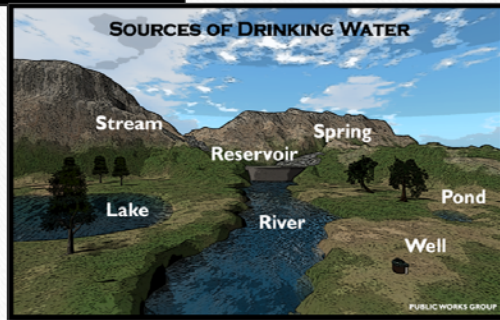 Sources of Drinking Water
Stream
Spring
Reservoir
Lake
River
Pond
Well
PUBLIC WORKS GROUP